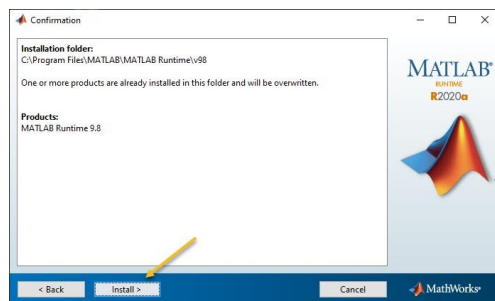 Confirmation
Installation folder:
C:\Program Files\MATLAB\MATLAB Runtime\v98
One or more products are already installed in this folder and will be overwritten.
Products:
MATLAB Runtime 9.8
MATLAB®
RUNTIME
R2020a
< Back
Install >
Cancel
MathWorks®